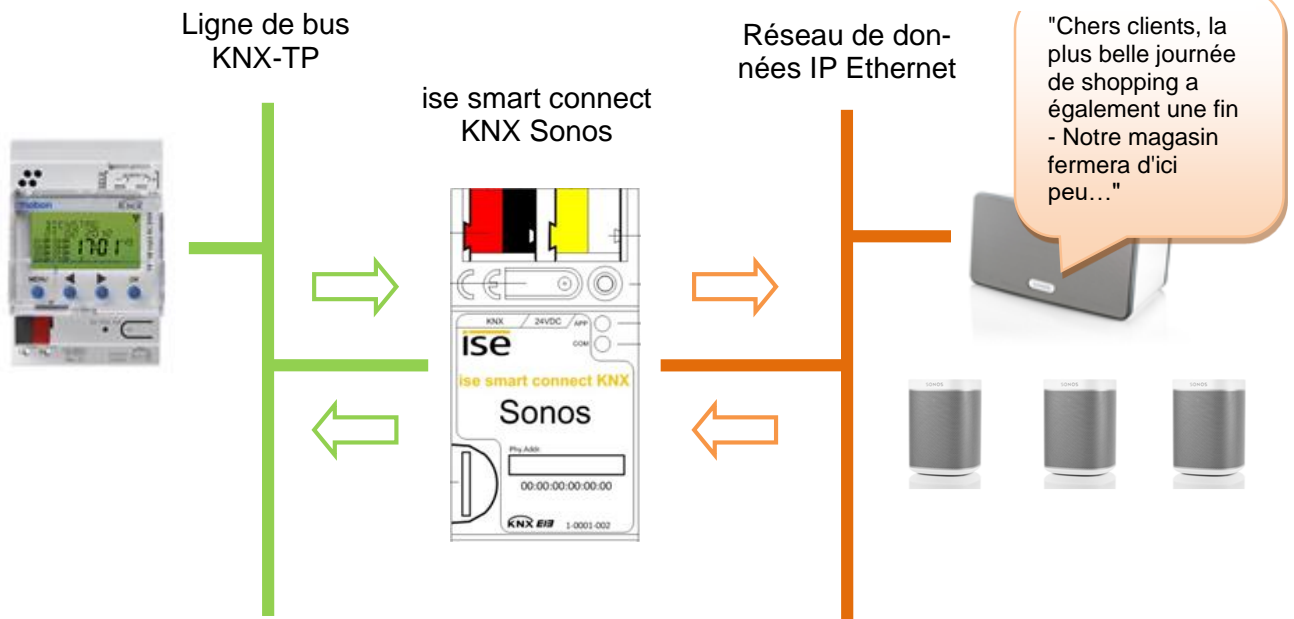 Ligne de bus
KNX-TP
ise smart connect
KNX Sonos
Réseau de don-
nées IP Ethernet
"Chers clients, la
plus belle journée
de shopping a
également une fin
- Notre magasin
fermera d'ici
peu…"
KNX
MENU
OK
KNX / 24VDC / APP
COM
ise
ise smart connect KNX
Sonos
Phy.Addr.
00:00:00:00:00:00
KNX EIB 1-0001-002
SONOS
SONOS
SONOS